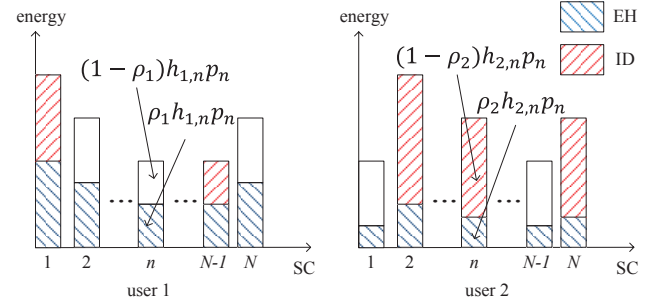 energy
(1 − ρ₁)h₁,ₙpₙ
ρ₁h₁,ₙpₙ
1 2 n N-1 N
SC
user 1
energy
(1 − ρ₂)h₂,ₙpₙ
ρ₂h₂,ₙpₙ
1 2 n N-1 N
SC
user 2
EH
ID